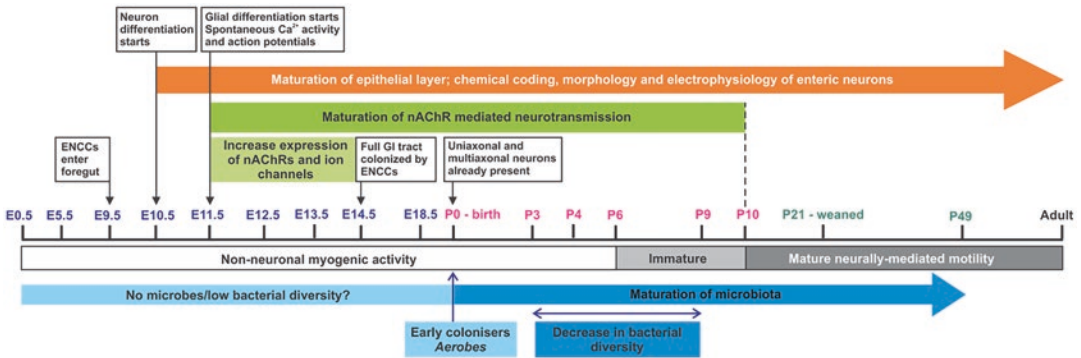 Neuron
differentiation
starts
Glial differentiation starts
Spontaneous Ca²⁺ activity
and action potentials
Maturation of epithelial layer; chemical coding, morphology and electrophysiology of enteric neurons
Maturation of nAChR mediated neurotransmission
ENCCs
enter
foregut
Increase expression
of nAChRs and ion
channels
Full GI tract
colonized by
ENCCs
Uniaxonal and
multiaxonal neurons
already present
E0.5 E5.5 E9.5 E10.5 E11.5 E12.5 E13.5 E14.5 E18.5 P0 - birth P3 P4 P6 P9 P10 P21 - weaned P49 Adult
Non-neuronal myogenic activity Immature Mature neurally-mediated motility
No microbes/low bacterial diversity? Maturation of microbiota
Early colonisers
Aerobes
Decrease in bacterial
diversity